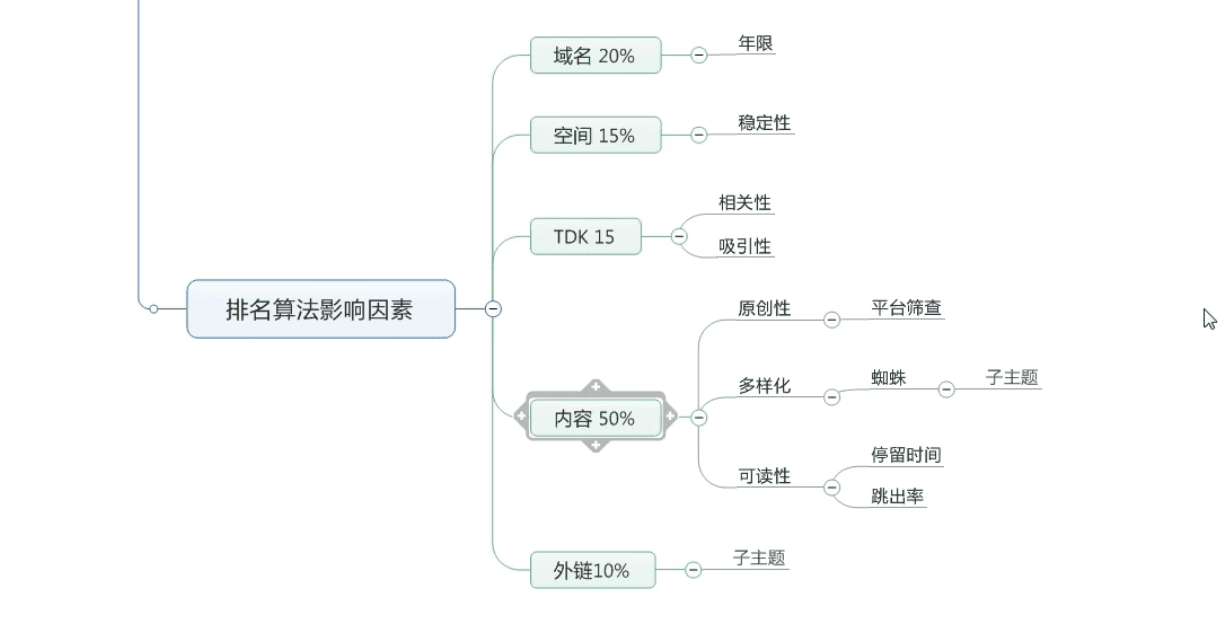 域名 20%
年限
空间 15%
稳定性
TDK 15
相关性
吸引性
排名算法影响因素
内容 50%
原创性
平台筛查
多样化
蜘蛛
子主题
可读性
停留时间
跳出率
外链10%
子主题